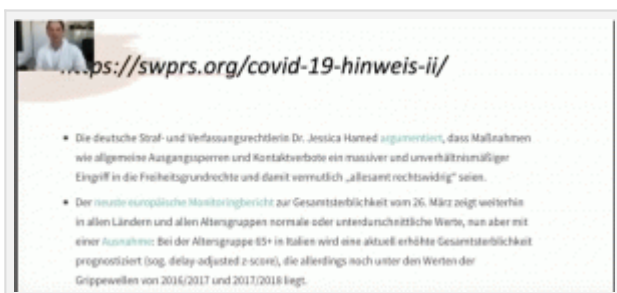 ps://swprs.org/covid-19-hinweis-ii/
• Die deutsche Straf- und Verfassungsrechtlerin Dr. Jessica Hamed argumentiert, dass Maßnahmen
wie allgemeine Ausgangssperren und Kontaktverbote ein massiver und unverhältnismäßiger
Eingriff in die Freiheitsgrundrechte und damit vermutlich „allesamt rechtswidrig“ seien.
• Der neuste europäische Monitoringbericht zur Gesamtsterblichkeit vom 26. März zeigt weiterhin
in allen Ländern und allen Altersgruppen normale oder unterdurschnittliche Werte, nun aber mit
einer Ausnahme: Bei der Altersgruppe 65+ in Italien wird eine aktuell erhöhte Gesamtsterblichkeit
prognostiziert (sog. delay-adjusted z-score), die allerdings noch unter den Werten der
Grippewellen von 2016/2017 und 2017/2018 liegt.